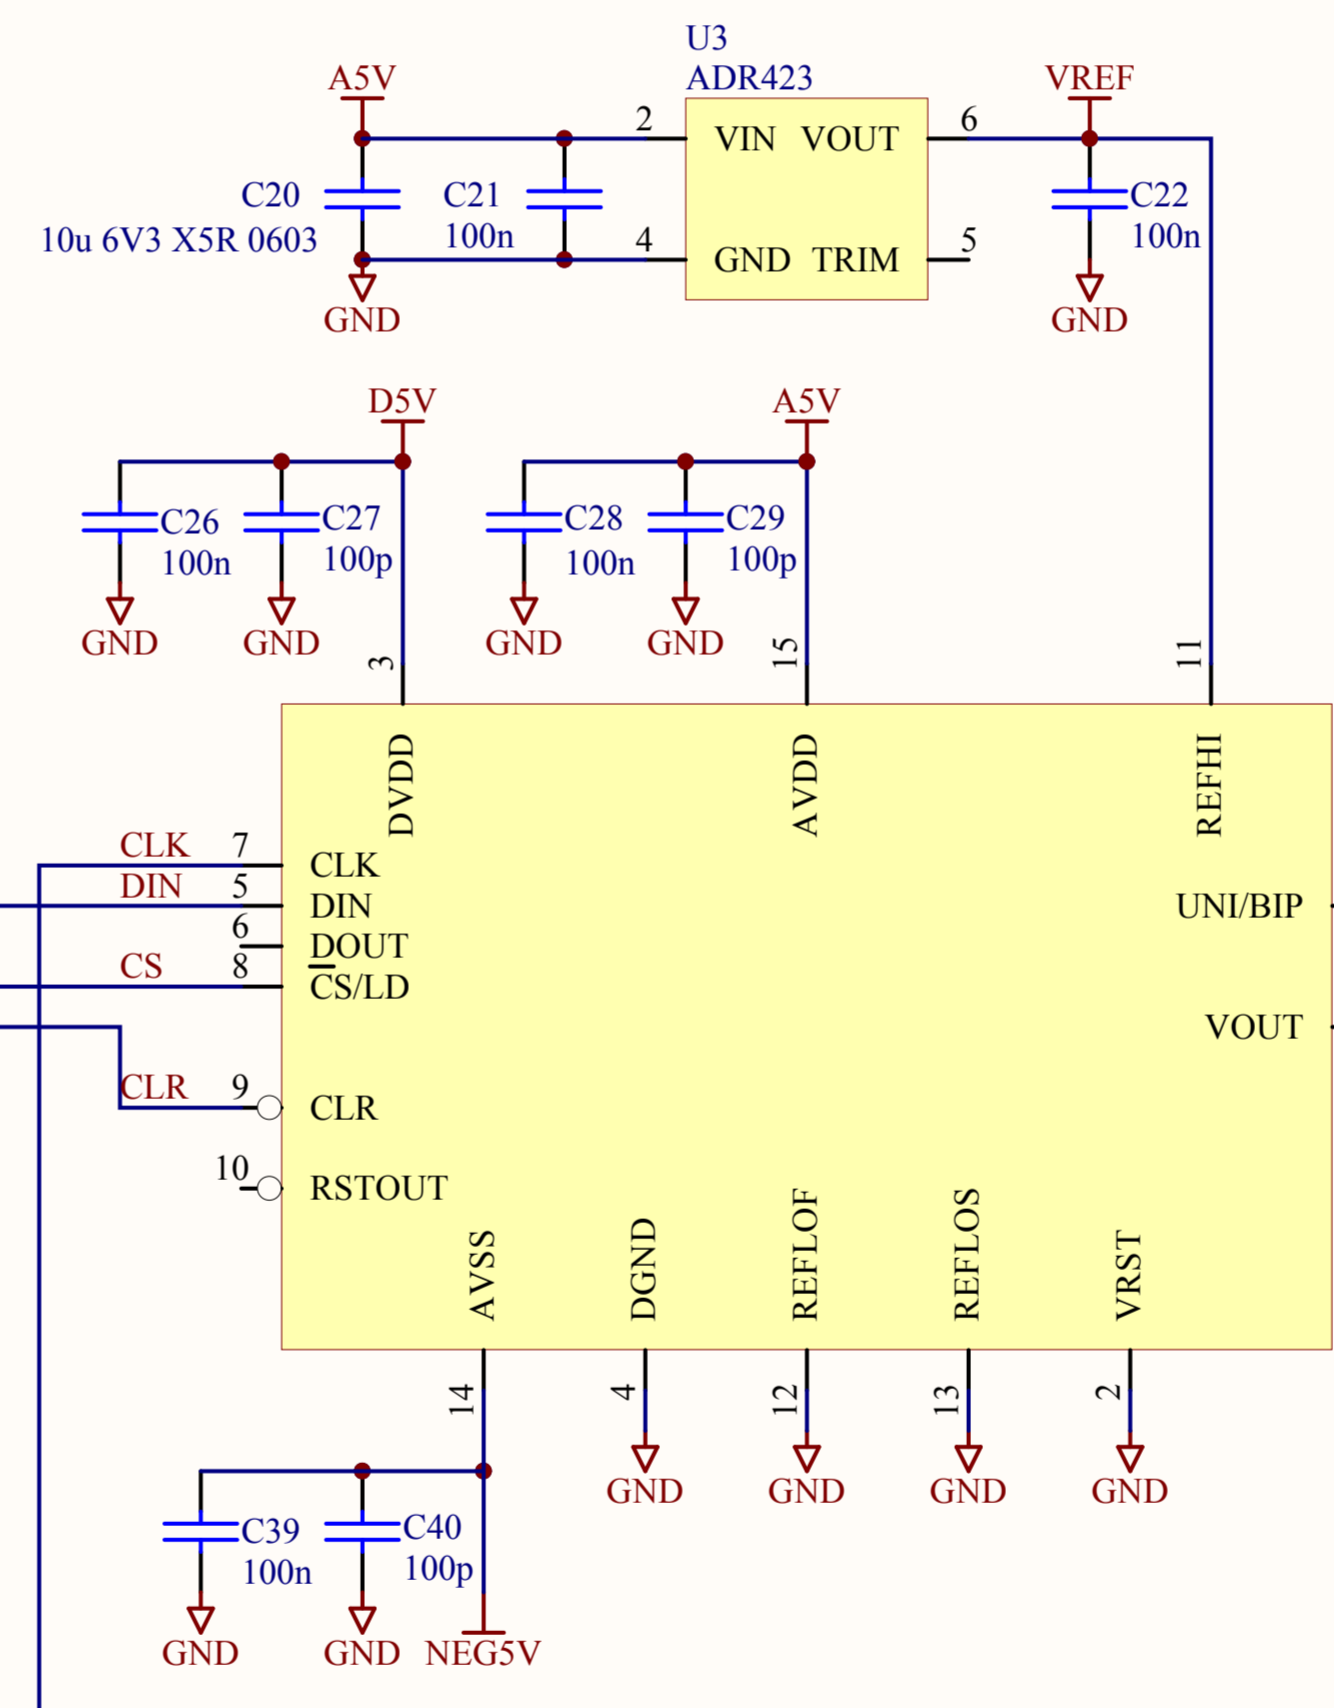 U3
ADR423
A5V
VREF
2
VIN
VOUT
6
C20
10u 6V3 X5R 0603
C21
100n
C22
100n
4
GND
TRIM
5
GND
GND
D5V
A5V
C26
100n
C27
100p
C28
100n
C29
100p
GND
GND
GND
GND
3
15
11
DVDD
AVDD
REFHI
CLK
7
CLK
DIN
5
DIN
UNI/BIP
6
DOUT
CS
8
CS/LD
VOUT
CLR
9
CLR
10
RSTOUT
AVSS
DGND
REFLOF
REFLOS
VRST
14
4
12
13
2
GND
GND
GND
GND
C39
100n
C40
100p
GND
GND
NEG5V